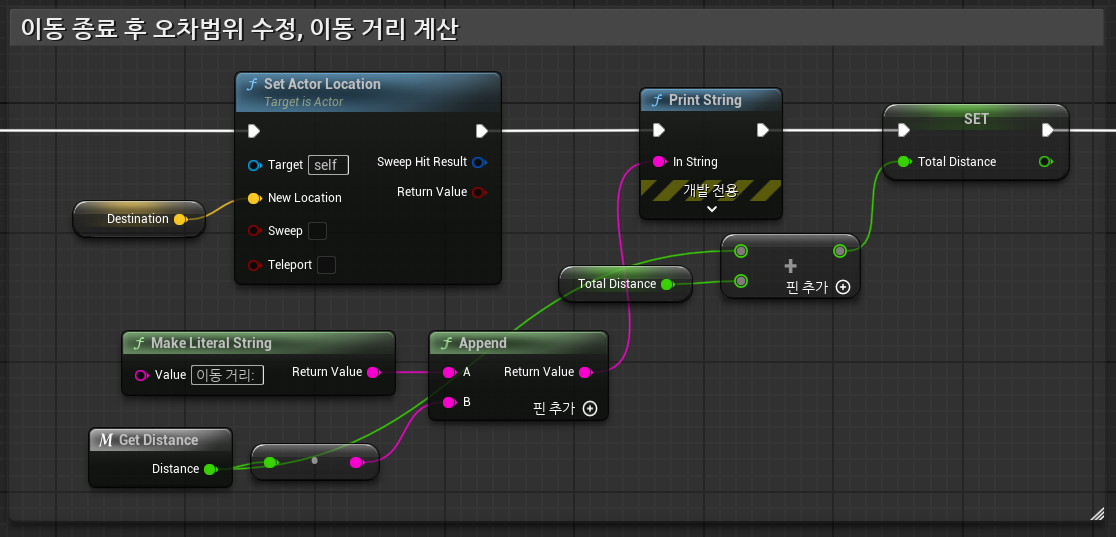 이동 종료 후 오차범위 수정, 이동 거리 계산
f Set Actor Location
Target is Actor
Target self
Sweep Hit Result
New Location
Return Value
Sweep
Teleport
Destination
f Print String
In String
개발 전용
SET
Total Distance
Total Distance
+
핀 추가
f Make Literal String
Value 이동 거리:
Return Value
f Append
A
Return Value
B
핀 추가
M Get Distance
Distance